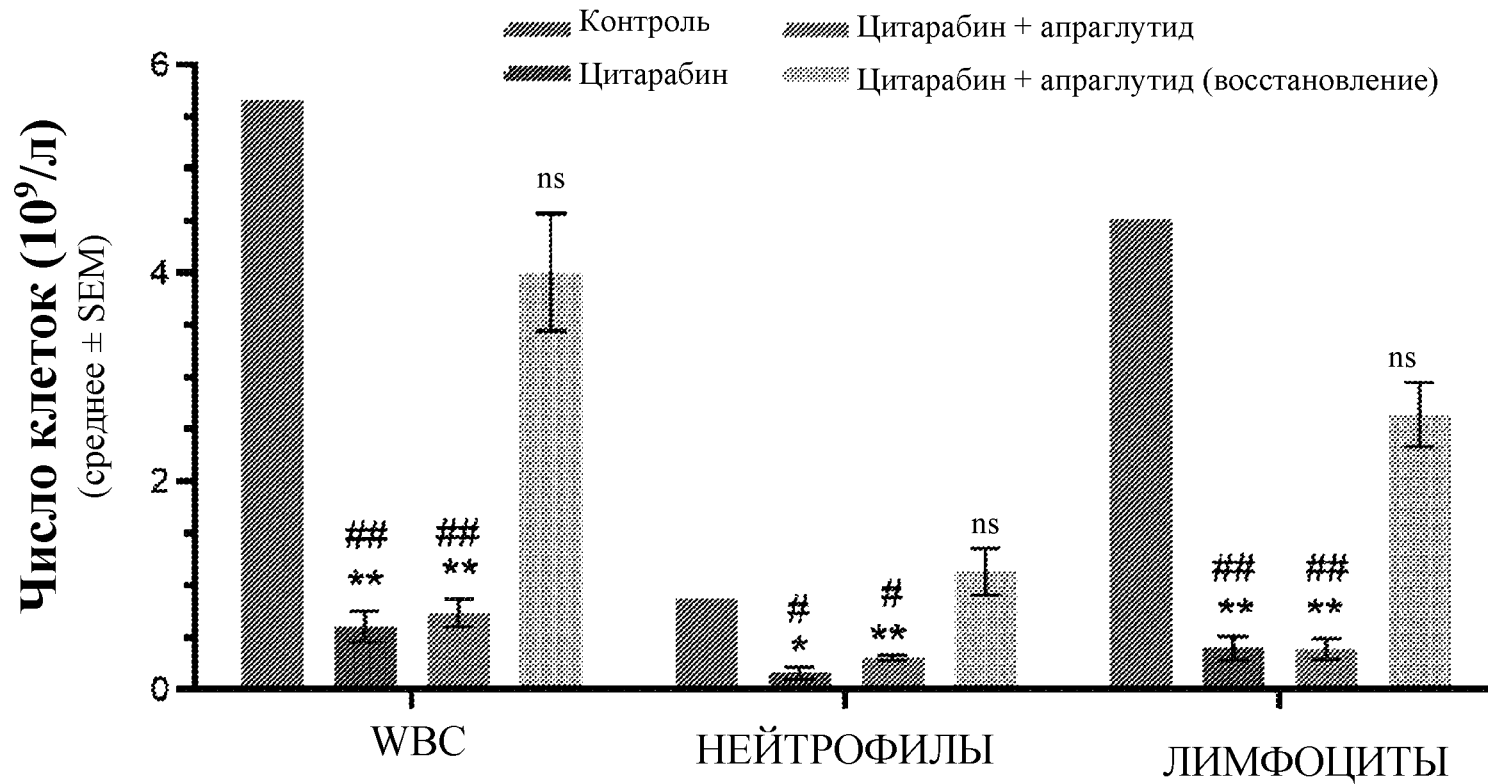 Контроль
Цитарабин + апраглутид
Цитарабин
Цитарабин + апраглутид (восстановление)
Число клеток (10⁹/л)
(среднее ± SEM)
6
4
2
0
ns
##
**
##
**
ns
#
*
#
**
ns
##
**
##
**
WBC
НЕЙТРОФИЛЫ
ЛИМФОЦИТЫ